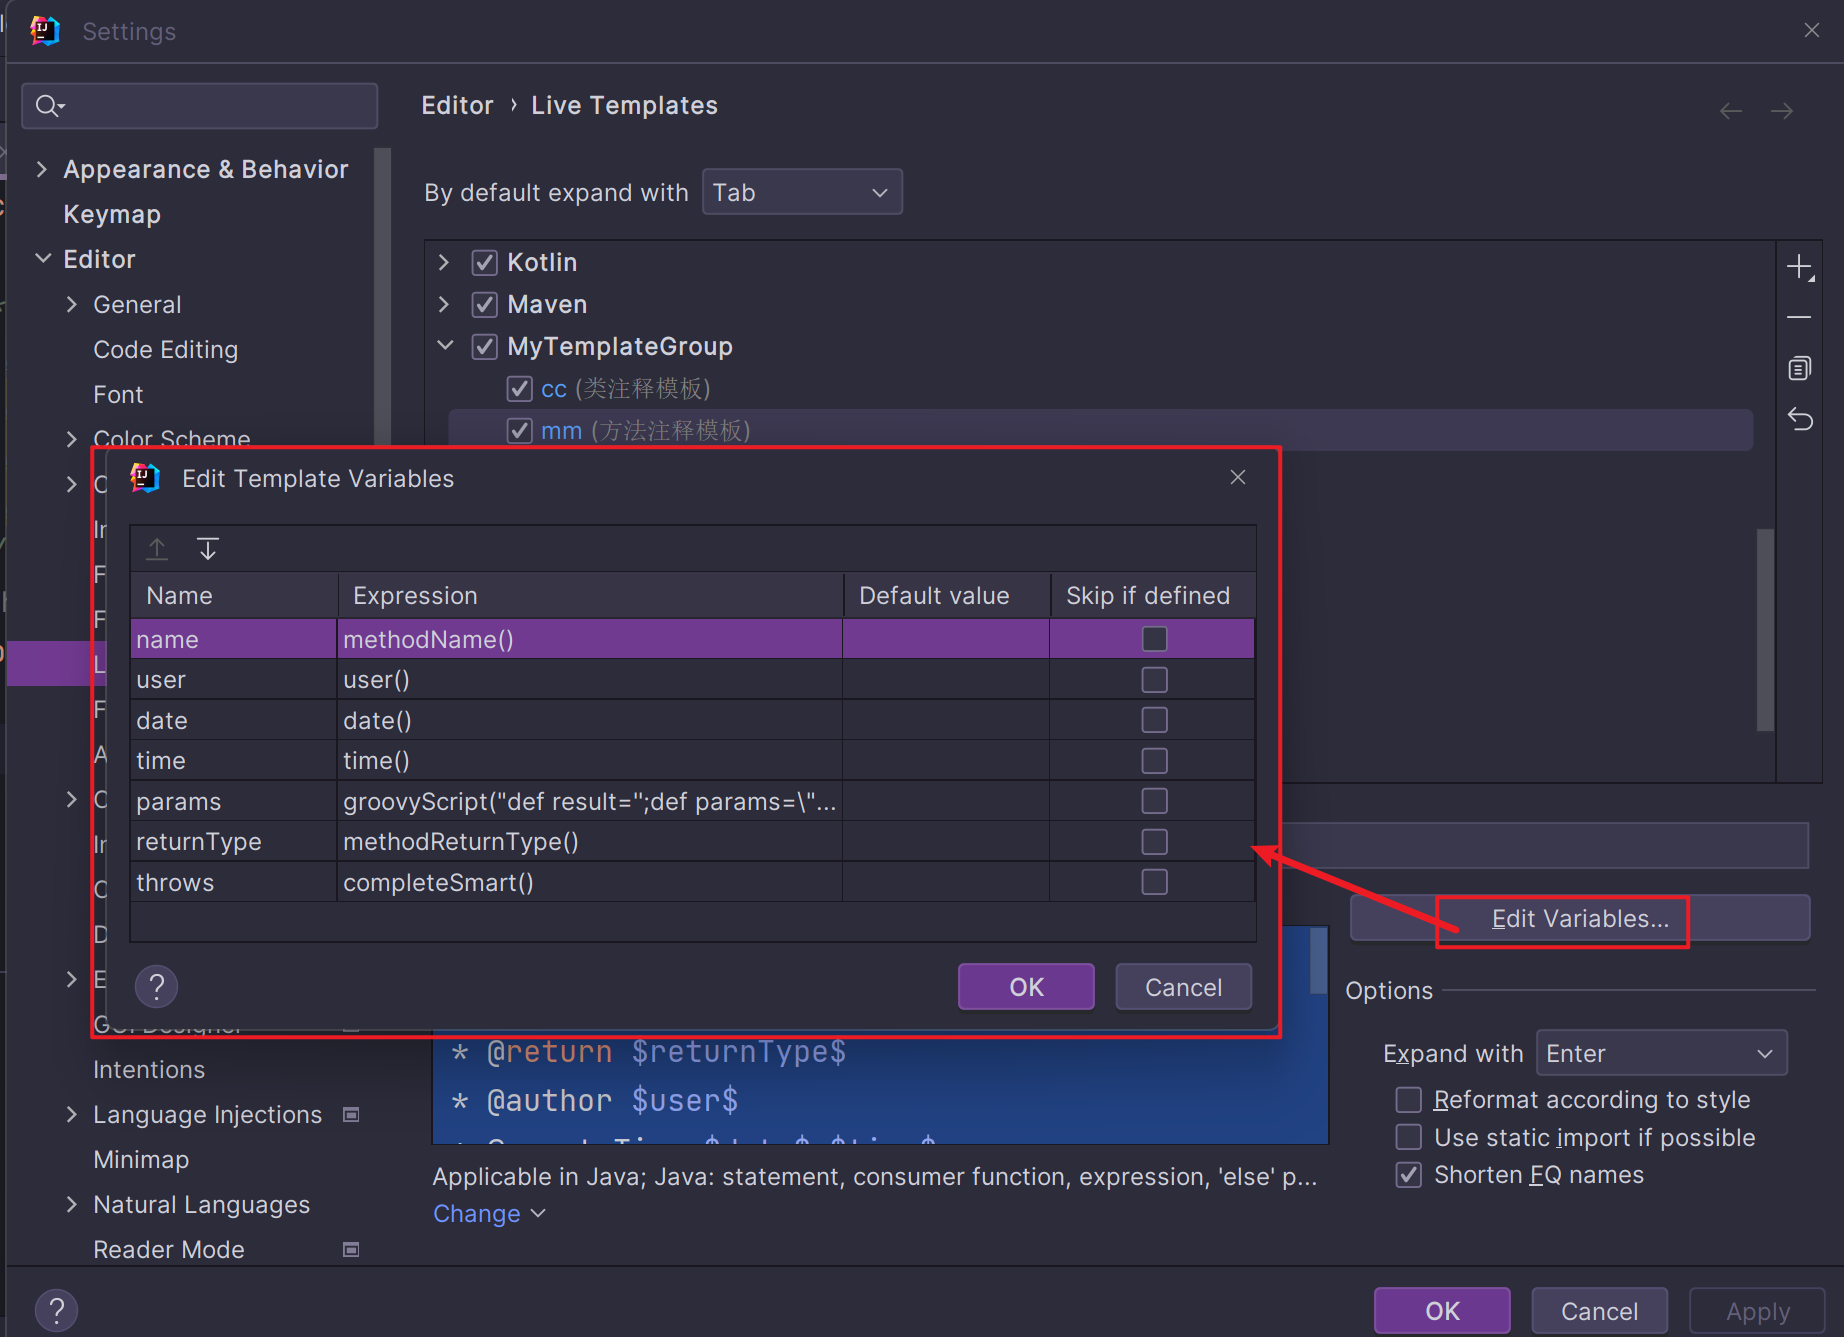 Settings
Editor › Live Templates
Appearance & Behavior
Keymap
Editor
General
Code Editing
Font
Color Scheme
By default expand with Tab
Kotlin
Maven
MyTemplateGroup
cc (类注释模板)
mm (方法注释模板)
Edit Template Variables
Name Expression Default value Skip if defined
name methodName()
user user()
date date()
time time()
params groovyScript("def result='';def params=\"...
returnType methodReturnType()
throws completeSmart()
? OK Cancel
Edit Variables...
Options
Expand with Enter
Reformat according to style
Use static import if possible
Shorten FQ names
* @return $returnType$
* @author $user$
Applicable in Java; Java: statement, consumer function, expression, 'else' p...
Change
GUI Designer
Intentions
Language Injections
Minimap
Natural Languages
Reader Mode
? OK Cancel Apply